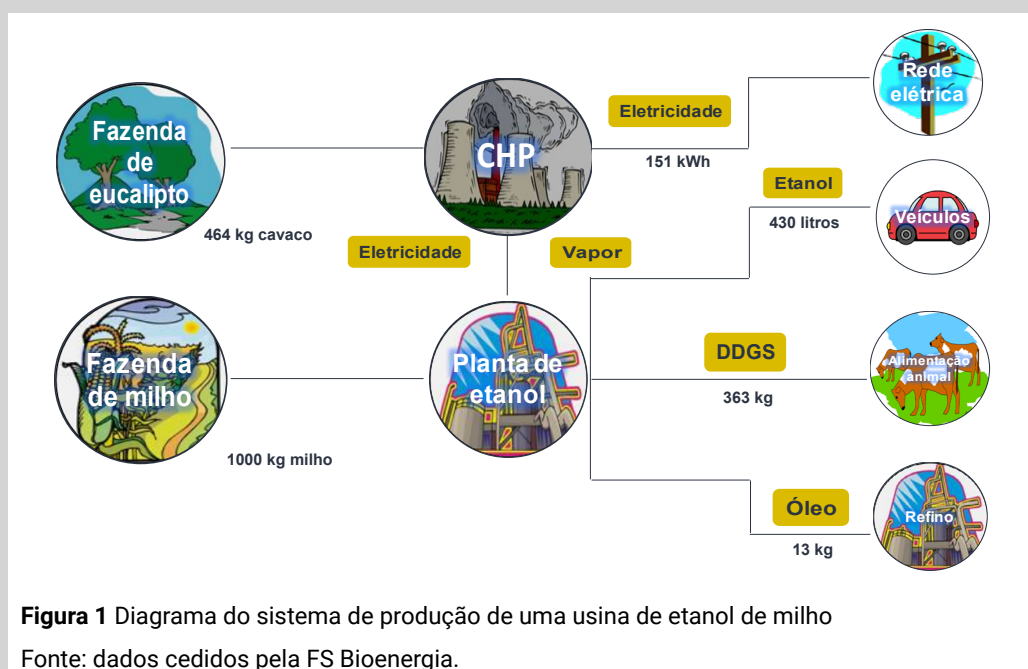 Fazenda
de
eucalipto
464 kg cavaco
CHP
Eletricidade
151 kWh
Rede
elétrica
Etanol
430 litros
Veículos
Eletricidade
Vapor
Fazenda
de milho
1000 kg milho
Planta de
etanol
DDGS
363 kg
Alimentação
animal
Óleo
13 kg
Refino
Figura 1 Diagrama do sistema de produção de uma usina de etanol de milho
Fonte: dados cedidos pela FS Bioenergia.